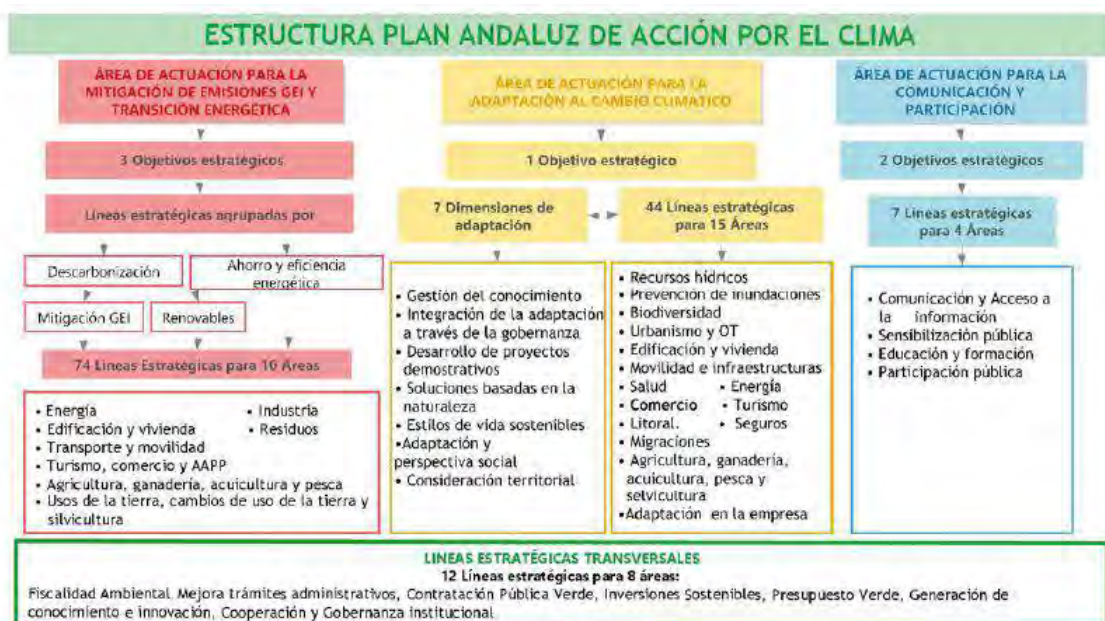 ESTRUCTURA PLAN ANDALUZ DE ACCIÓN POR EL CLIMA
ÁREA DE ACTUACIÓN PARA LA
MITIGACIÓN DE EMISIONES GEI Y
TRANSICIÓN ENERGÉTICA
3 Objetivos estratégicos
Líneas estratégicas agrupadas por
Descarbonización
Ahorro y eficiencia
energética
Mitigación GEI
Renovables
74 Líneas Estratégicas para 10 Áreas
• Energía
• Edificación y vivienda
• Transporte y movilidad
• Turismo, comercio y AAPP
• Agricultura, ganadería, acuicultura y pesca
• Usos de la tierra, cambios de uso de la tierra y
silvicultura
• Industria
• Residuos
ÁREA DE ACTUACIÓN PARA LA
ADAPTACIÓN AL CAMBIO CLIMÁTICO
1 Objetivo estratégico
7 Dimensiones de
adaptación
• Gestión del conocimiento
• Integración de la adaptación
a través de la gobernanza
• Desarrollo de proyectos
demostrativos
• Soluciones basadas en la
naturaleza
• Estilos de vida sostenibles
•Adaptación y
perspectiva social
• Consideración territorial
44 Líneas estratégicas
para 15 Áreas
• Recursos hídricos
• Prevención de inundaciones
• Biodiversidad
• Urbanismo y OT
• Edificación y vivienda
• Movilidad e infraestructuras
• Salud
• Comercio
• Litoral.
• Energía
• Turismo
• Seguros
• Migraciones
• Agricultura, ganadería,
acuicultura, pesca y
selvicultura
•Adaptación en la empresa
ÁREA DE ACTUACIÓN PARA LA
COMUNICACIÓN Y
PARTICIPACIÓN
2 Objetivos estratégicos
7 Líneas estratégicas
para 4 Áreas
• Comunicación y Acceso a
la información
• Sensibilización pública
• Educación y formación
• Participación pública
LINEAS ESTRATÉGICAS TRANSVERSALES
12 Líneas estratégicas para 8 áreas:
Fiscalidad Ambiental, Mejora trámites administrativos, Contratación Pública Verde, Inversiones Sostenibles, Presupuesto Verde, Generación de
conocimiento e innovación, Cooperación y Gobernanza institucional